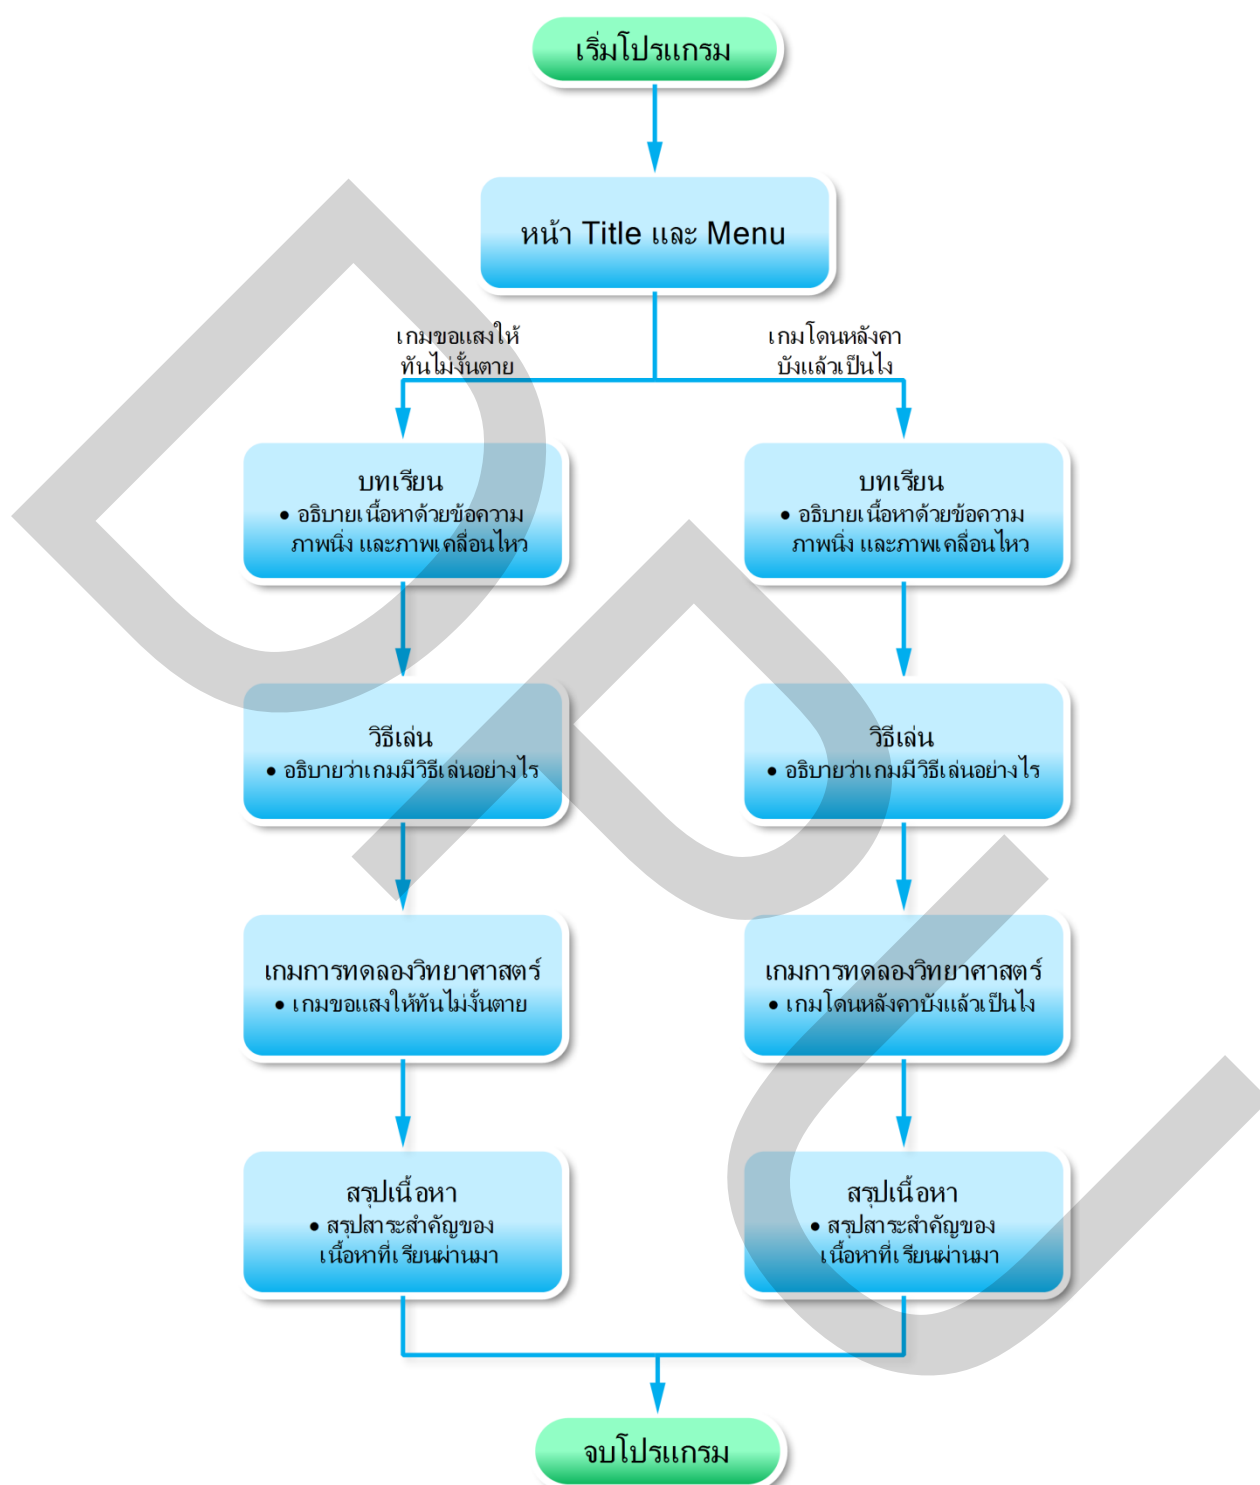 เริ่มโปรแกรม
หน้า Title และ Menu
เกมขอแสงให้
ทันไม่งั้นตาย
เกมโดนหลังคา
บังแล้วเป็นไง
บทเรียน
• อธิบายเนื้อหาด้วยข้อความ
ภาพนิ่ง และภาพเคลื่อนไหว
บทเรียน
• อธิบายเนื้อหาด้วยข้อความ
ภาพนิ่ง และภาพเคลื่อนไหว
วิธีเล่น
• อธิบายว่าเกมมีวิธีเล่นอย่างไร
วิธีเล่น
• อธิบายว่าเกมมีวิธีเล่นอย่างไร
เกมการทดลองวิทยาศาสตร์
• เกมขอแสงให้ทันไม่งั้นตาย
เกมการทดลองวิทยาศาสตร์
• เกมโดนหลังคาบังแล้วเป็นไง
สรุปเนื้อหา
• สรุปสาระสำคัญของ
เนื้อหาที่เรียนผ่านมา
สรุปเนื้อหา
• สรุปสาระสำคัญของ
เนื้อหาที่เรียนผ่านมา
จบโปรแกรม
DPU